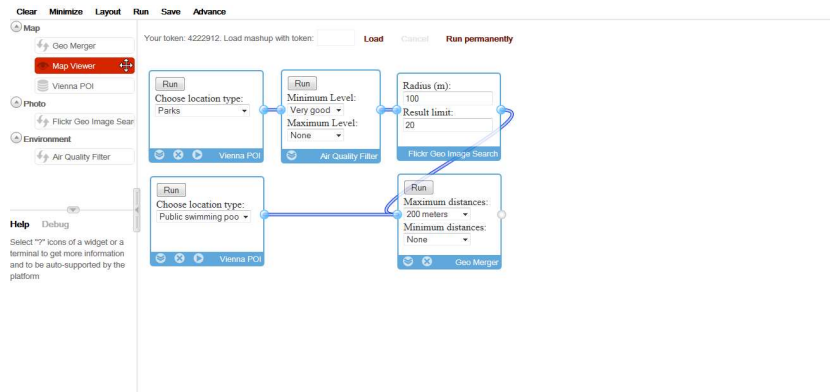 Clear Minimize Layout Run Save Advance
Map
Geo Merger
Map Viewer
Vienna POI
Photo
Flickr Geo Image Sear
Environment
Air Quality Filter
Help Debug
Select "?" icons of a widget or a
terminal to get more information
and to be auto-supported by the
platform
Your token: 4222912. Load mashup with token: Load Cancel Run permanently
Run
Choose location type:
Parks
Vienna POI
Run
Minimum Level:
Very good
Maximum Level:
None
Air Quality Filter
Radius (m):
100
Result limit:
20
Flickr Geo Image Search
Run
Choose location type:
Public swimming poo
Vienna POI
Run
Maximum distances:
200 meters
Minimum distances:
None
Geo Merger